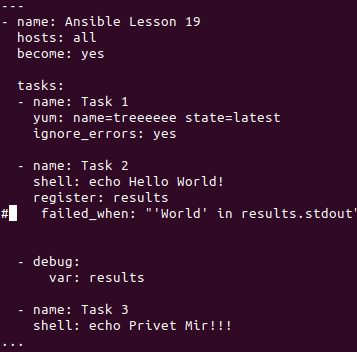 ---
- name: Ansible Lesson 19
  hosts: all
  become: yes

  tasks:
  - name: Task 1
    yum: name=treeeeee state=latest
    ignore_errors: yes

  - name: Task 2
    shell: echo Hello World!
    register: results
#    failed_when: "'World' in results.stdout"

  - debug:
      var: results

  - name: Task 3
    shell: echo Privet Mir!!!
...